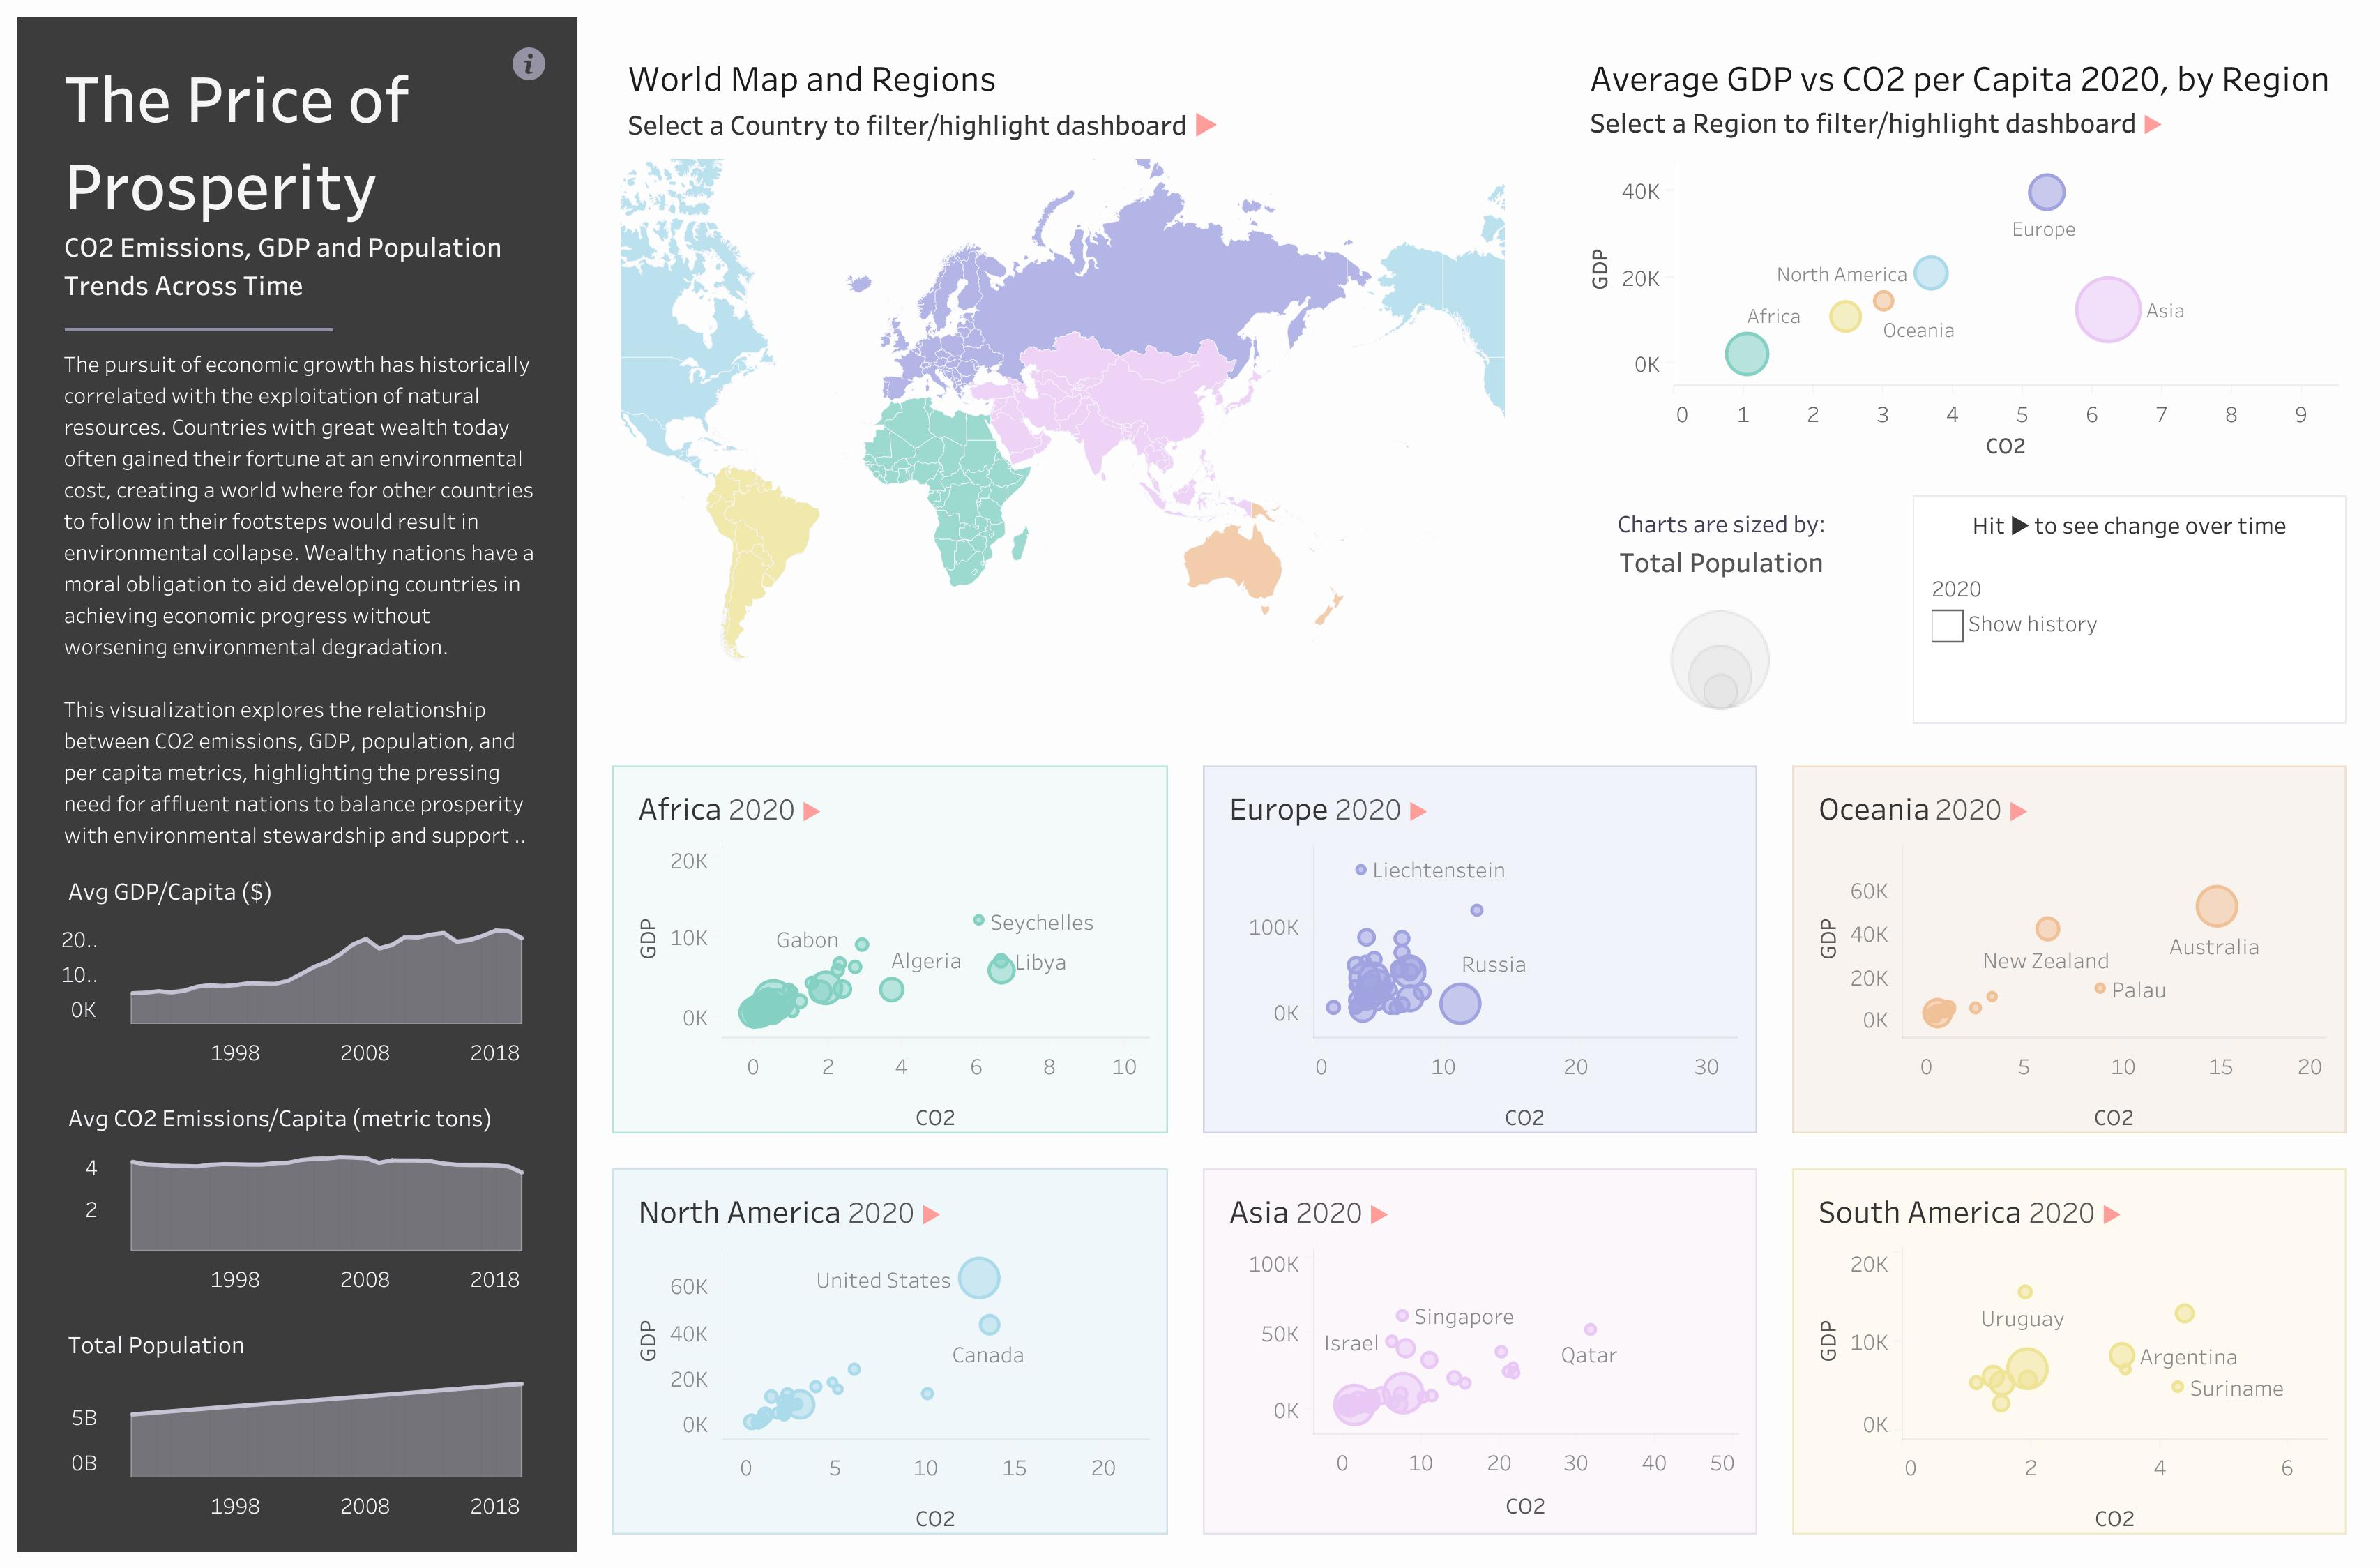 The Price of
Prosperity
CO2 Emissions, GDP and Population
Trends Across Time
The pursuit of economic growth has historically
correlated with the exploitation of natural
resources. Countries with great wealth today
often gained their fortune at an environmental
cost, creating a world where for other countries
to follow in their footsteps would result in
environmental collapse. Wealthy nations have a
moral obligation to aid developing countries in
achieving economic progress without
worsening environmental degradation.
This visualization explores the relationship
between CO2 emissions, GDP, population, and
per capita metrics, highlighting the pressing
need for affluent nations to balance prosperity
with environmental stewardship and support ..
Avg GDP/Capita ($)
20..
10..
0K
1998 2008 2018
Avg CO2 Emissions/Capita (metric tons)
4
2
1998 2008 2018
Total Population
5B
0B
1998 2008 2018
World Map and Regions
Select a Country to filter/highlight dashboard ▶
Average GDP vs CO2 per Capita 2020, by Region
Select a Region to filter/highlight dashboard ▶
40K
20K
0K
GDP
Europe
North America
Africa
Oceania
Asia
0 1 2 3 4 5 6 7 8 9
CO2
Charts are sized by:
Total Population
Hit ▶ to see change over time
2020
Show history
Africa 2020 ▶
20K
10K
0K
GDP
Seychelles
Gabon
Algeria
Libya
0 2 4 6 8 10
CO2
Europe 2020 ▶
100K
0K
Liechtenstein
Russia
0 10 20 30
CO2
Oceania 2020 ▶
60K
40K
20K
0K
GDP
Australia
New Zealand
Palau
0 5 10 15 20
CO2
North America 2020 ▶
60K
40K
20K
0K
GDP
United States
Canada
0 5 10 15 20
CO2
Asia 2020 ▶
100K
50K
0K
Singapore
Israel
Qatar
0 10 20 30 40 50
CO2
South America 2020 ▶
20K
10K
0K
GDP
Uruguay
Argentina
Suriname
0 2 4 6
CO2